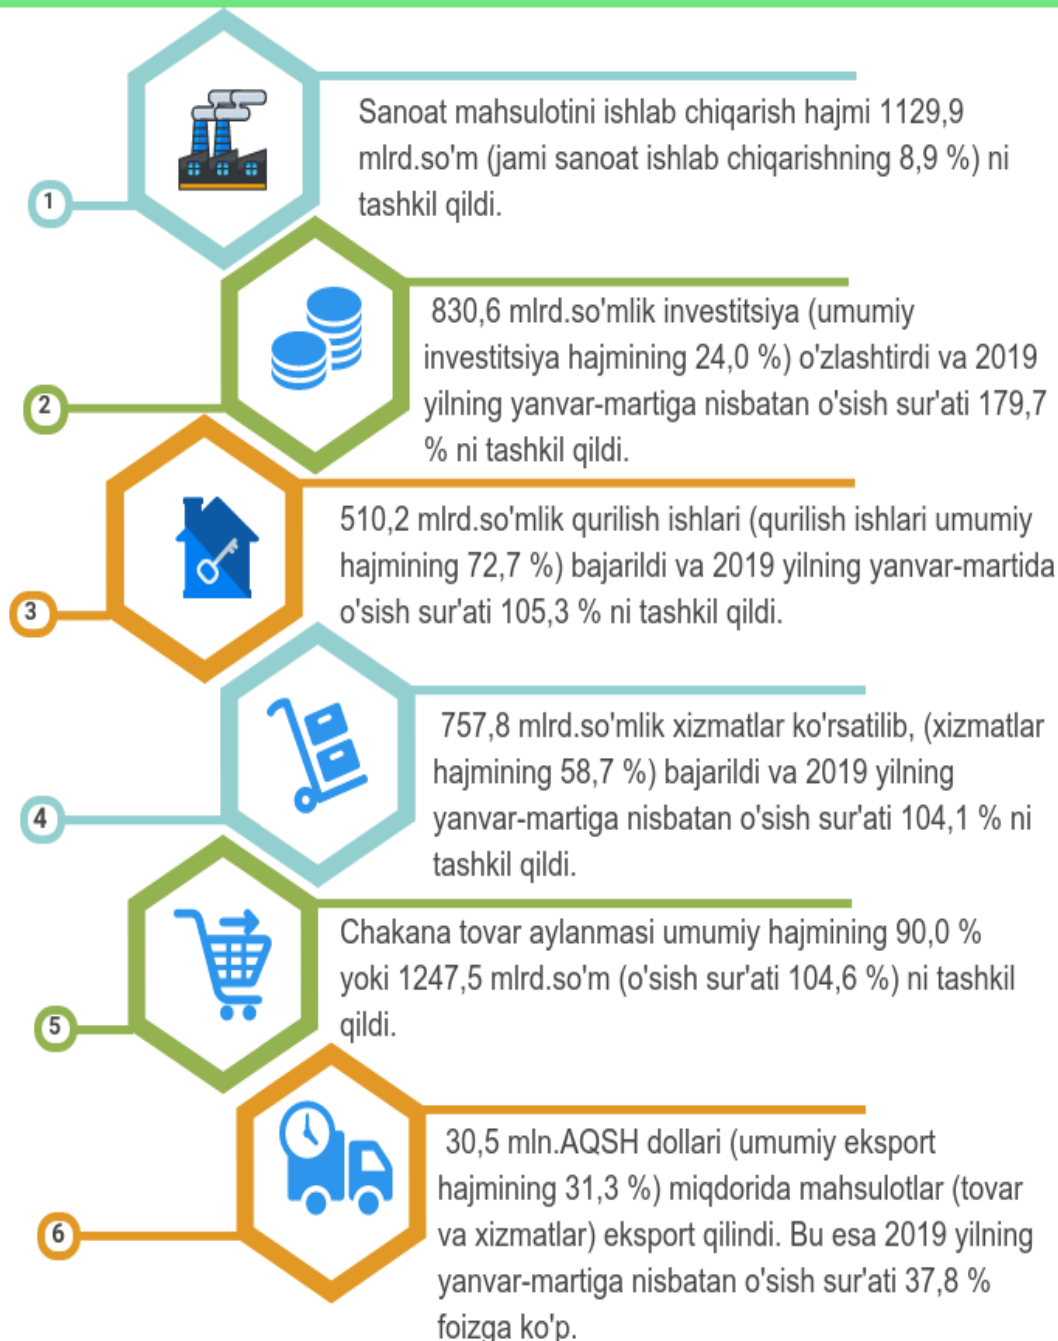 1
Sanoat mahsulotini ishlab chiqarish hajmi 1129,9
mlrd.so'm (jami sanoat ishlab chiqarishning 8,9 %) ni
tashkil qildi.
2
830,6 mlrd.so'mlik investitsiya (umumiy
investitsiya hajmining 24,0 %) o'zlashtirdi va 2019
yilning yanvar-martiga nisbatan o'sish sur'ati 179,7
% ni tashkil qildi.
3
510,2 mlrd.so'mlik qurilish ishlari (qurilish ishlari umumiy
hajmining 72,7 %) bajarildi va 2019 yilning yanvar-martida
o'sish sur'ati 105,3 % ni tashkil qildi.
4
757,8 mlrd.so'mlik xizmatlar ko'rsatilib, (xizmatlar
hajmining 58,7 %) bajarildi va 2019 yilning
yanvar-martiga nisbatan o'sish sur'ati 104,1 % ni
tashkil qildi.
5
Chakana tovar aylanmasi umumiy hajmining 90,0 %
yoki 1247,5 mlrd.so'm (o'sish sur'ati 104,6 %) ni tashkil
qildi.
6
30,5 mln.AQSH dollari (umumiy eksport
hajmining 31,3 %) miqdorida mahsulotlar (tovar
va xizmatlar) eksport qilindi. Bu esa 2019 yilning
yanvar-martiga nisbatan o'sish sur'ati 37,8 %
foizga ko'p.